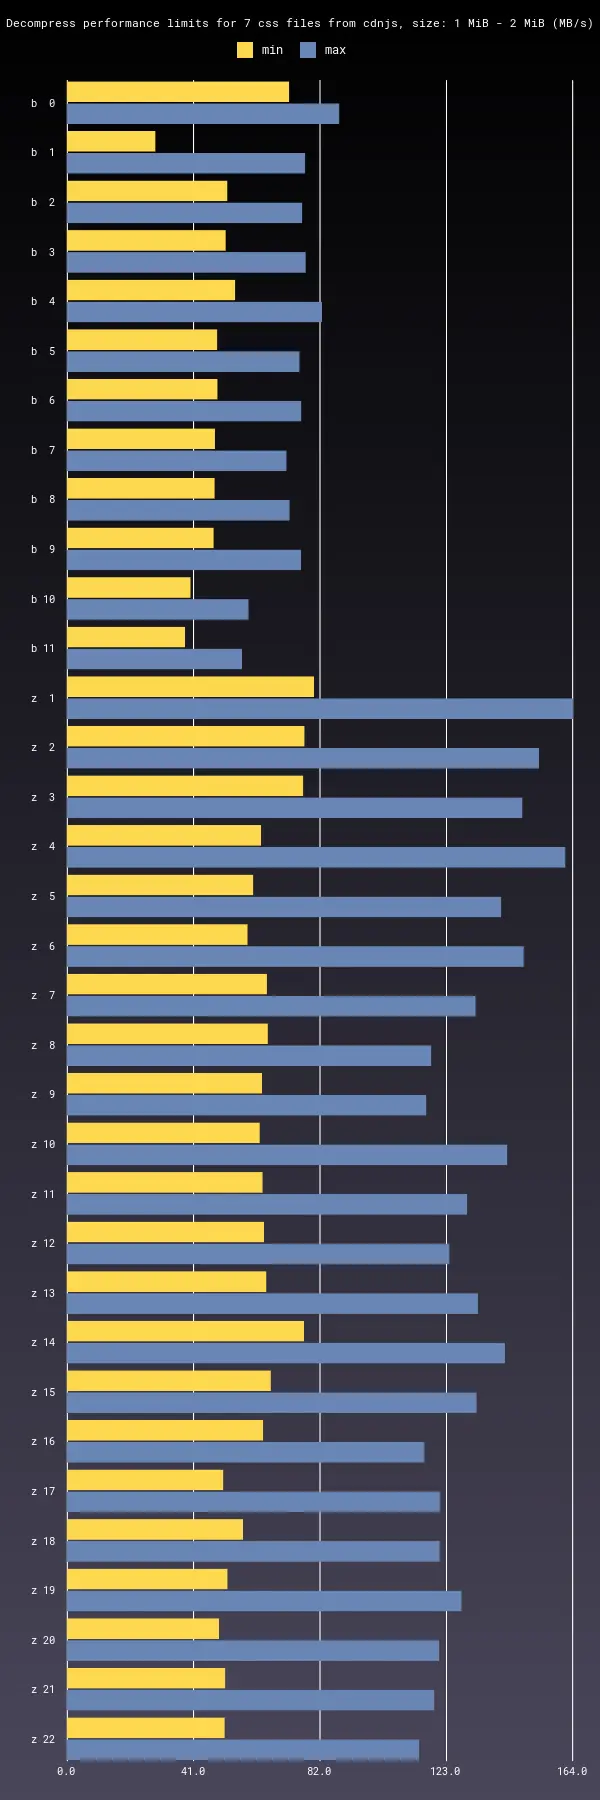 Decompress performance limits for 7 css files from cdnjs, size: 1 MiB - 2 MiB (MB/s)
min max
b 0
b 1
b 2
b 3
b 4
b 5
b 6
b 7
b 8
b 9
b 10
b 11
z 1
z 2
z 3
z 4
z 5
z 6
z 7
z 8
z 9
z 10
z 11
z 12
z 13
z 14
z 15
z 16
z 17
z 18
z 19
z 20
z 21
z 22
0.0 41.0 82.0 123.0 164.0